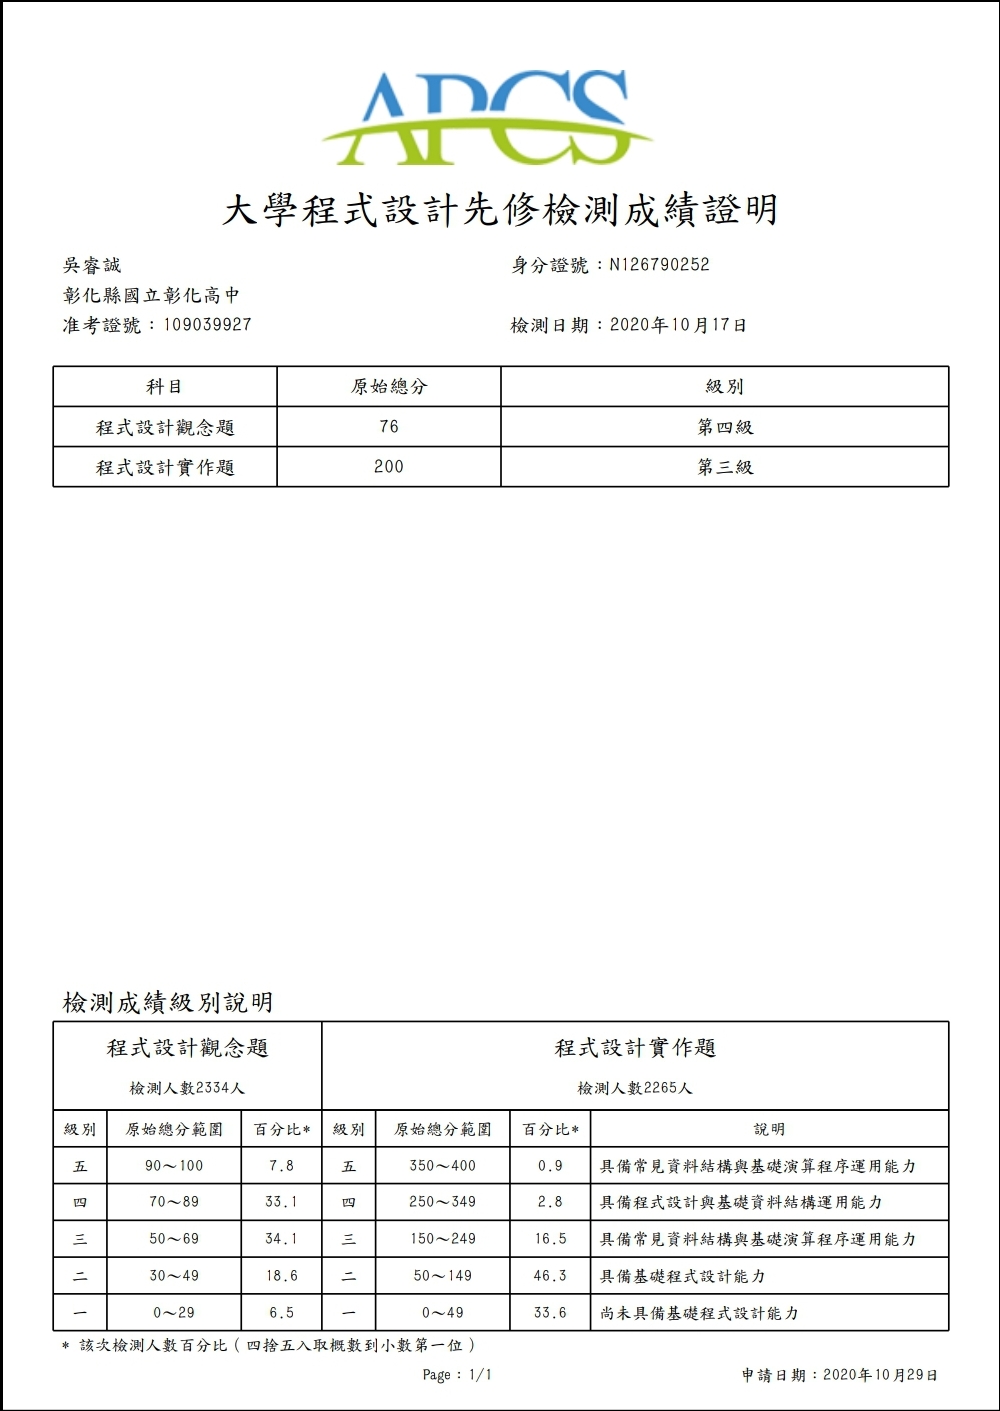 APCS
大學程式設計先修檢測成績證明
吳睿誠 身分證號：N126790252
彰化縣國立彰化高中
准考證號：109039927 檢測日期：2020年10月17日
科目 原始總分 級別
程式設計觀念題 76 第四級
程式設計實作題 200 第三級
檢測成績級別說明
程式設計觀念題 程式設計實作題
檢測人數2334人 檢測人數2265人
級別 原始總分範圍 百分比* 級別 原始總分範圍 百分比* 說明
五 90～100 7.8 五 350～400 0.9 具備常見資料結構與基礎演算程序運用能力
四 70～89 33.1 四 250～349 2.8 具備程式設計與基礎資料結構運用能力
三 50～69 34.1 三 150～249 16.5 具備常見資料結構與基礎演算程序運用能力
二 30～49 18.6 二 50～149 46.3 具備基礎程式設計能力
一 0～29 6.5 一 0～49 33.6 尚未具備基礎程式設計能力
* 該次檢測人數百分比（四捨五入取概數到小數第一位）
Page：1/1 申請日期：2020年10月29日